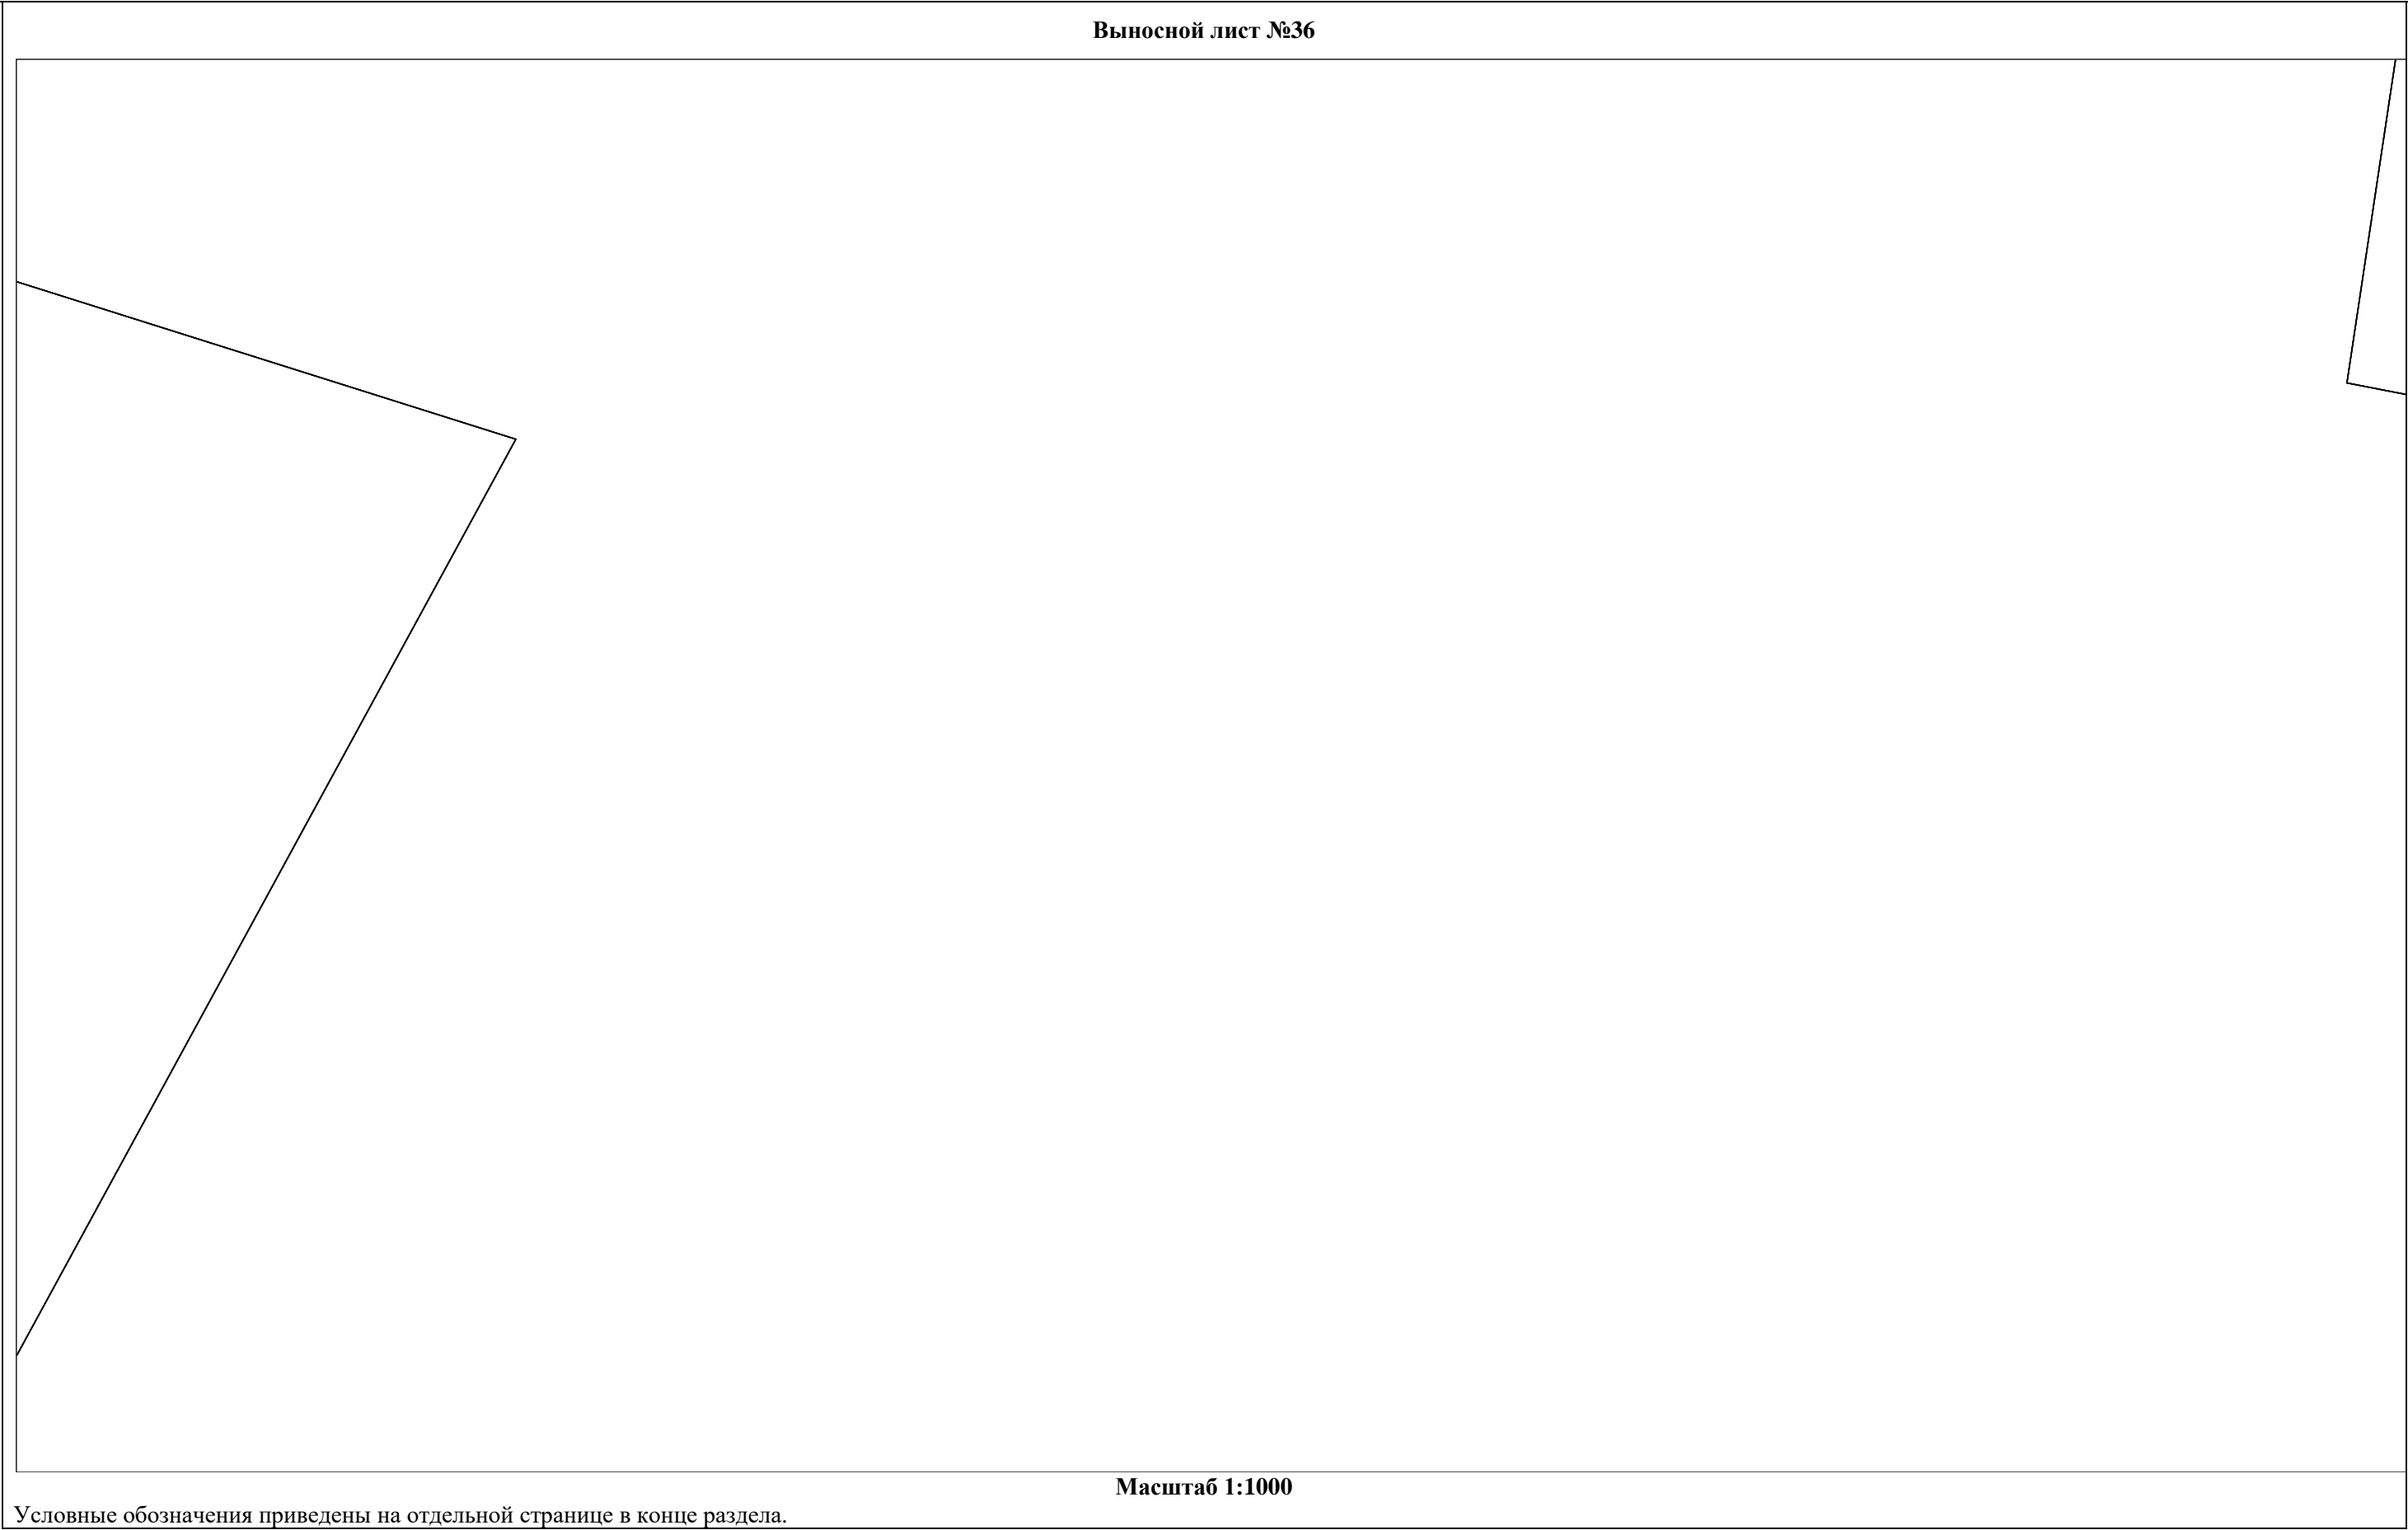 Выносной лист №36
Масштаб 1:1000
Условные обозначения приведены на отдельной странице в конце раздела.